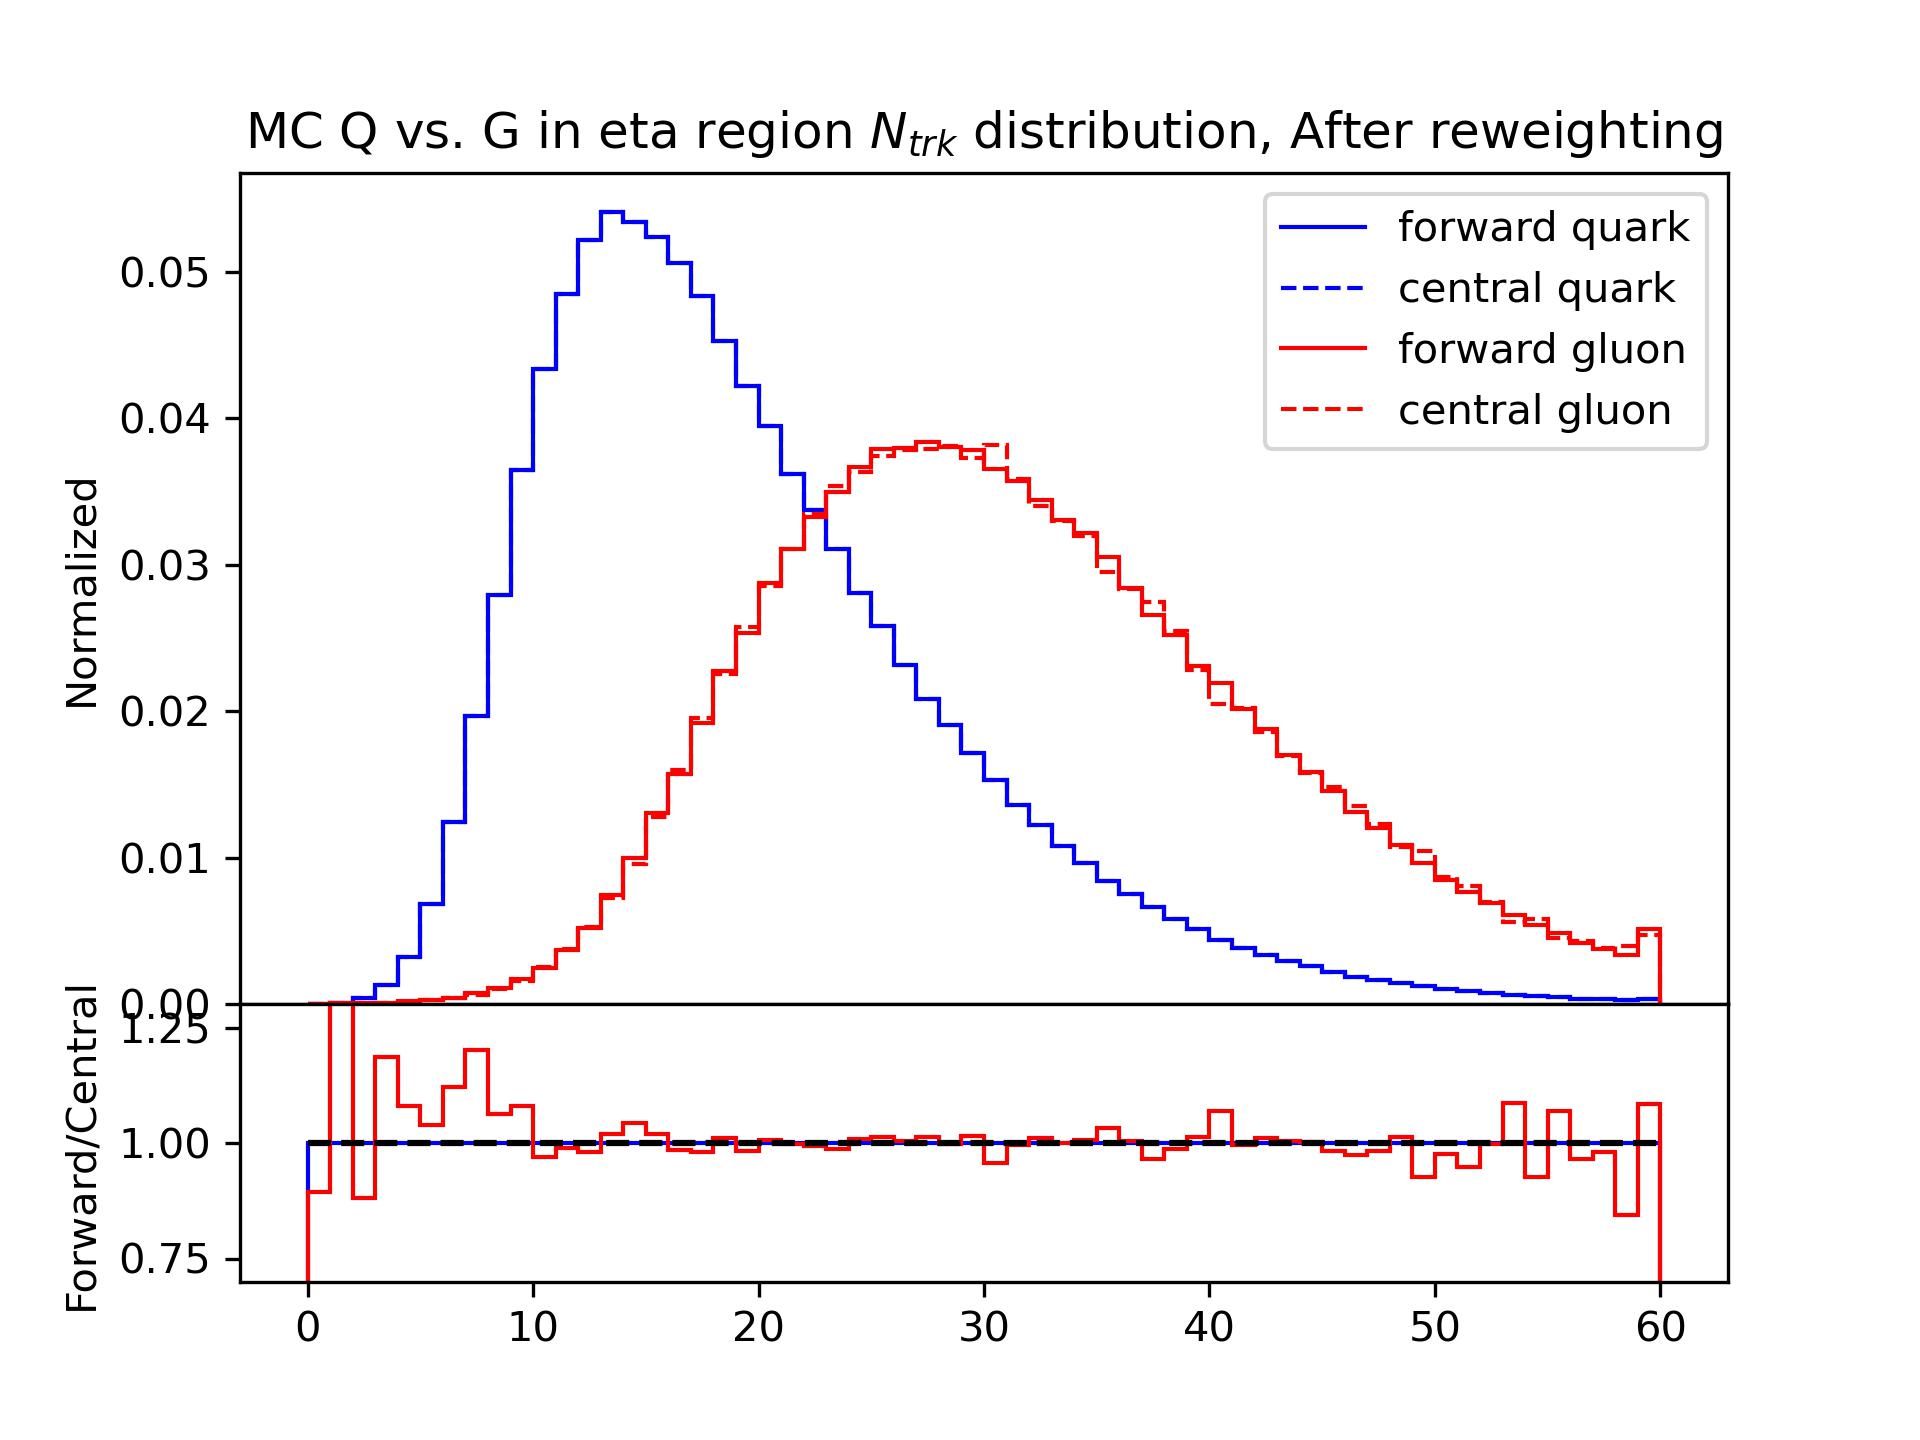 MC Q vs. G in eta region N_trk distribution, After reweighting
forward quark
central quark
forward gluon
central gluon
Normalized
0.05
0.04
0.03
0.02
0.01
0.00
Forward/Central
1.25
1.00
0.75
0 10 20 30 40 50 60